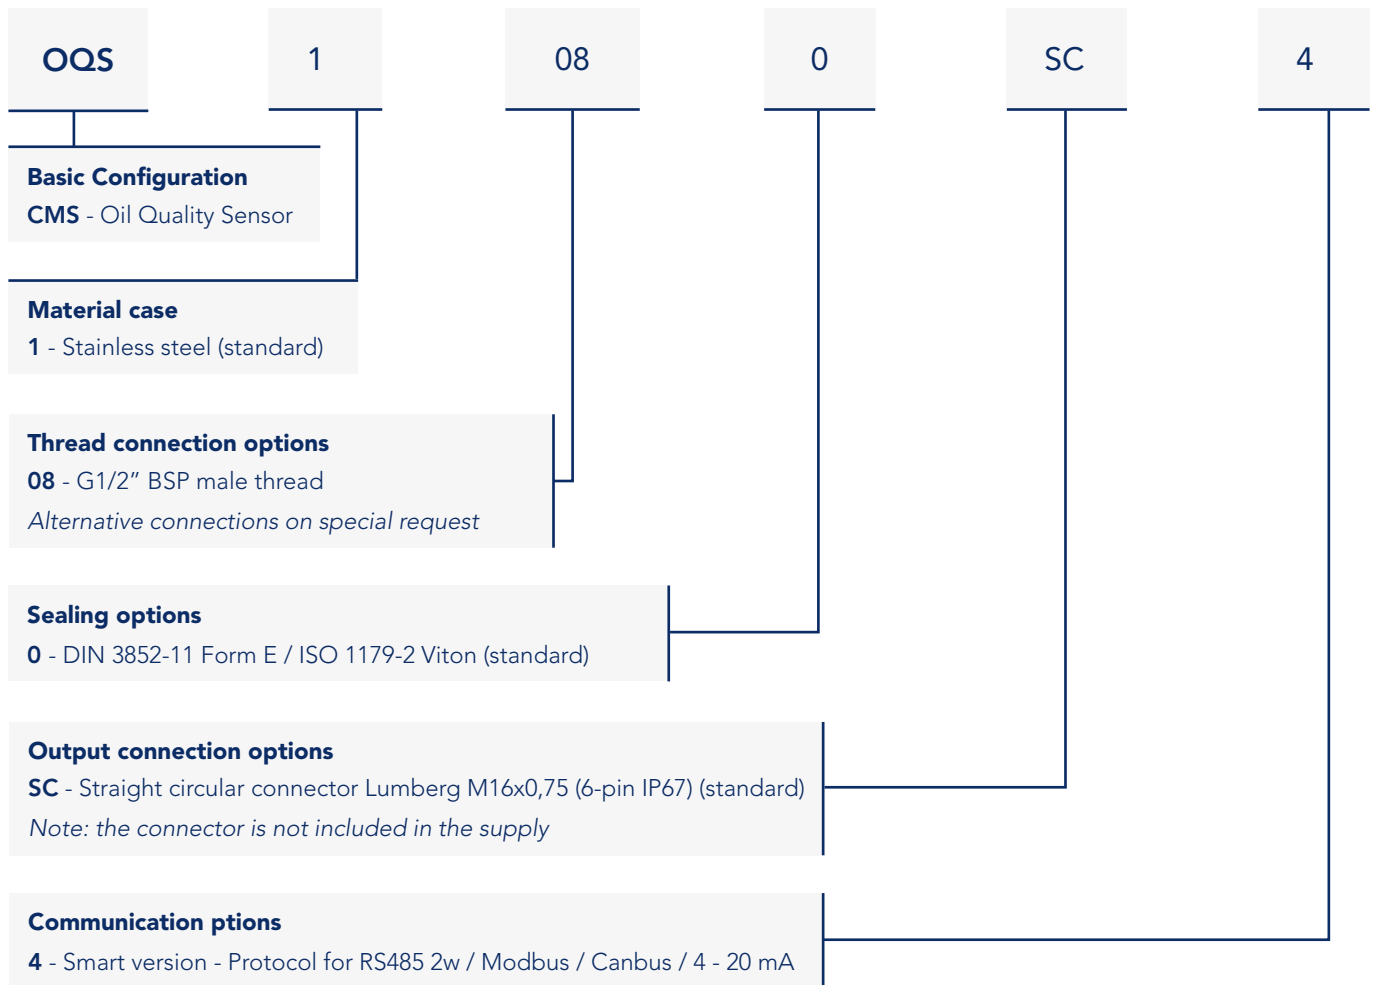 OQS 1 08 0 SC 4
Basic Configuration
CMS - Oil Quality Sensor
Material case
1 - Stainless steel (standard)
Thread connection options
08 - G1/2” BSP male thread
Alternative connections on special request
Sealing options
0 - DIN 3852-11 Form E / ISO 1179-2 Viton (standard)
Output connection options
SC - Straight circular connector Lumberg M16x0,75 (6-pin IP67) (standard)
Note: the connector is not included in the supply
Communication ptions
4 - Smart version - Protocol for RS485 2w / Modbus / Canbus / 4 - 20 mA